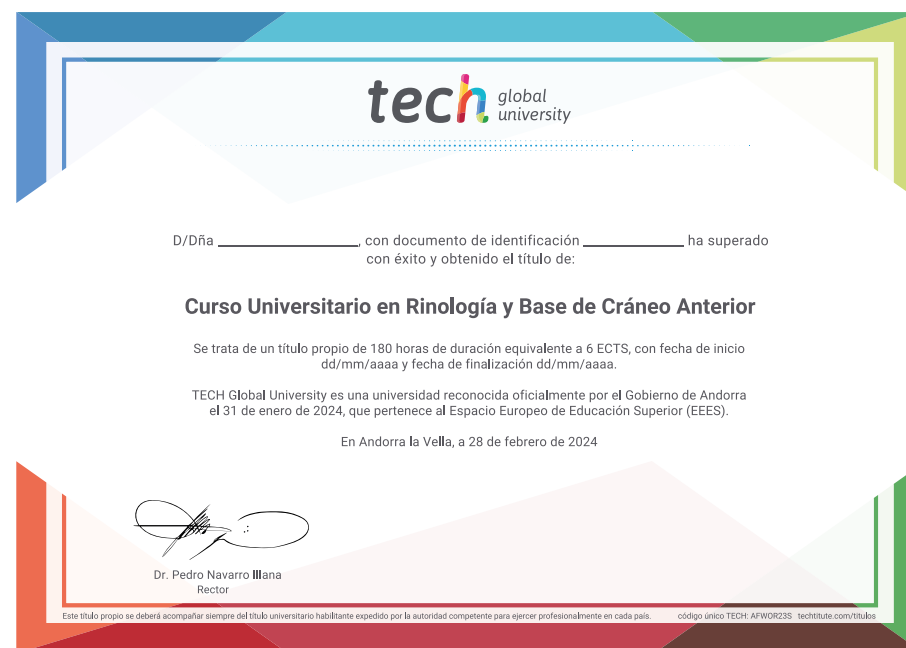 tech global university
D/Dña ____________________, con documento de identificación ______________ ha superado
con éxito y obtenido el título de:
Curso Universitario en Rinología y Base de Cráneo Anterior
Se trata de un título propio de 180 horas de duración equivalente a 6 ECTS, con fecha de inicio
dd/mm/aaaa y fecha de finalización dd/mm/aaaa.
TECH Global University es una universidad reconocida oficialmente por el Gobierno de Andorra
el 31 de enero de 2024, que pertenece al Espacio Europeo de Educación Superior (EEES).
En Andorra la Vella, a 28 de febrero de 2024
Dr. Pedro Navarro Illana
Rector
Este título propio se deberá acompañar siempre del título universitario habilitante expedido por la autoridad competente para ejercer profesionalmente en cada país. código único TECH: AFWOR23S techtitute.com/titulos